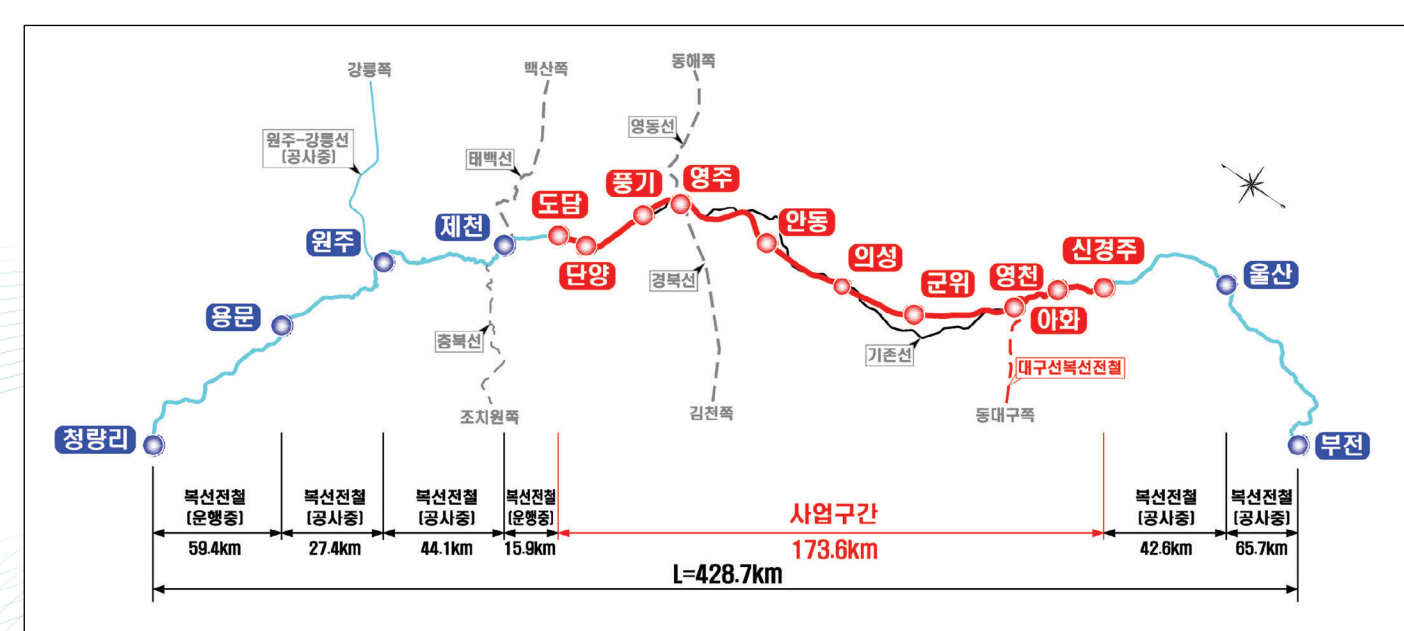 강릉쪽
백산쪽
동해쪽
원주-강릉선
(공사중)
태백선
영동선
풍기
영주
도담
제천
원주
안동
신경주
의성
영천
울산
단양
경북선
군위
용문
아화
충북선
기존선
대구선복선전철
조치원쪽
김천쪽
동대구쪽
청량리
부전
복선전철
(운행중)
59.4km
복선전철
(공사중)
27.4km
복선전철
(공사중)
44.1km
복선전철
(운행중)
15.9km
사업구간
173.6km
복선전철
(공사중)
42.6km
복선전철
(공사중)
65.7km
L=428.7km